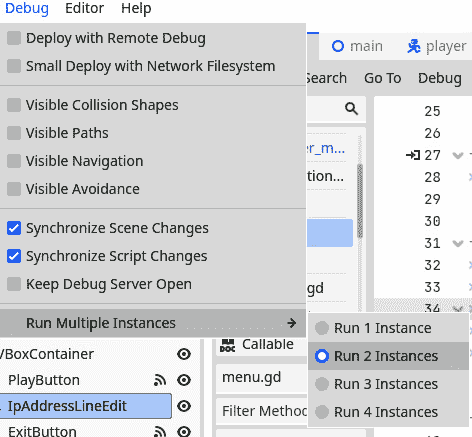 Debug Editor Help
Deploy with Remote Debug
Small Deploy with Network Filesystem
Visible Collision Shapes
Visible Paths
Visible Navigation
Visible Avoidance
Synchronize Scene Changes
Synchronize Script Changes
Keep Debug Server Open
Run Multiple Instances
Run 1 Instance
Run 2 Instances
Run 3 Instances
Run 4 Instances
main player
Search Go To Debug
er_m...
tion...
gd
25
26
27
28
29
30
31
32
33
34
VBoxContainer
PlayButton
IpAddressLineEdit
ExitButton
Callable
menu.gd
Filter Method